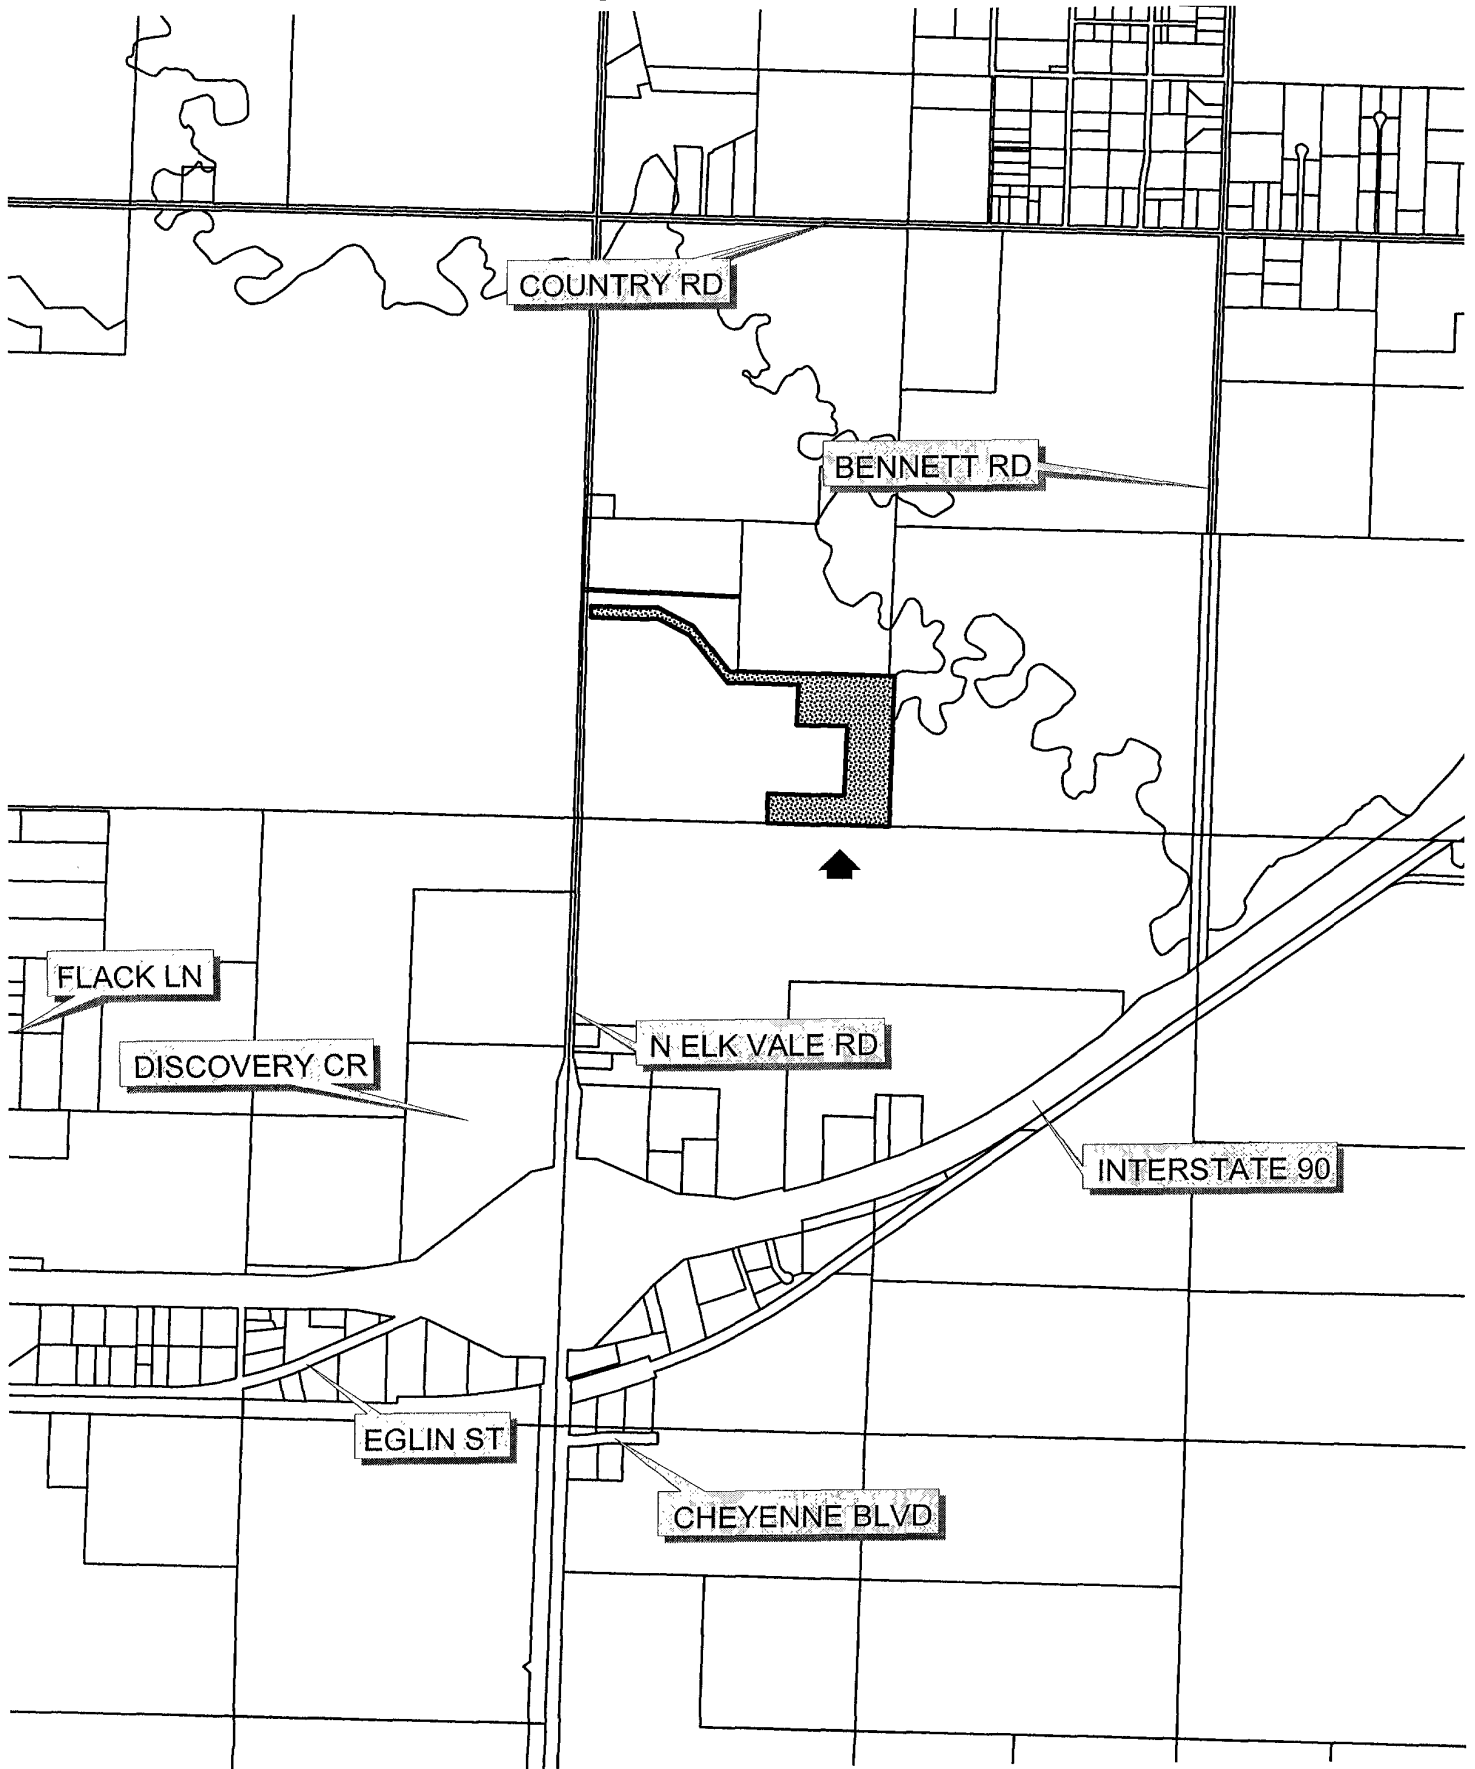 COUNTRY RD
BENNETT RD
FLACK LN
N ELK VALE RD
DISCOVERY CR
INTERSTATE 90
EGLIN ST
CHEYENNE BLVD